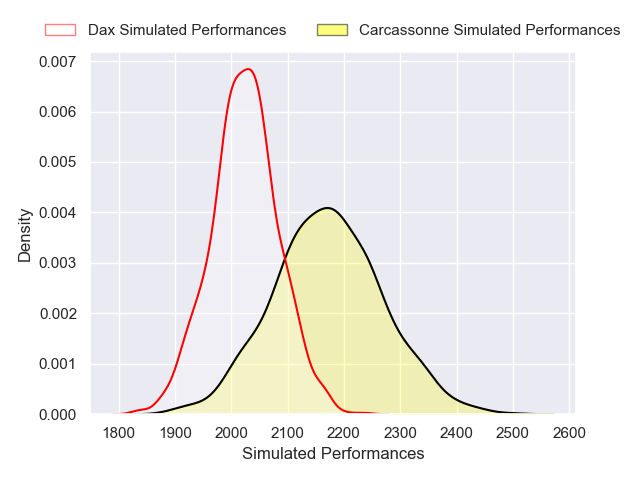 Dax Simulated Performances Carcassonne Simulated Performances
0.007
0.006
0.005
0.004
0.003
0.002
0.001
0.000
Density
1800 1900 2000 2100 2200 2300 2400 2500 2600
Simulated Performances